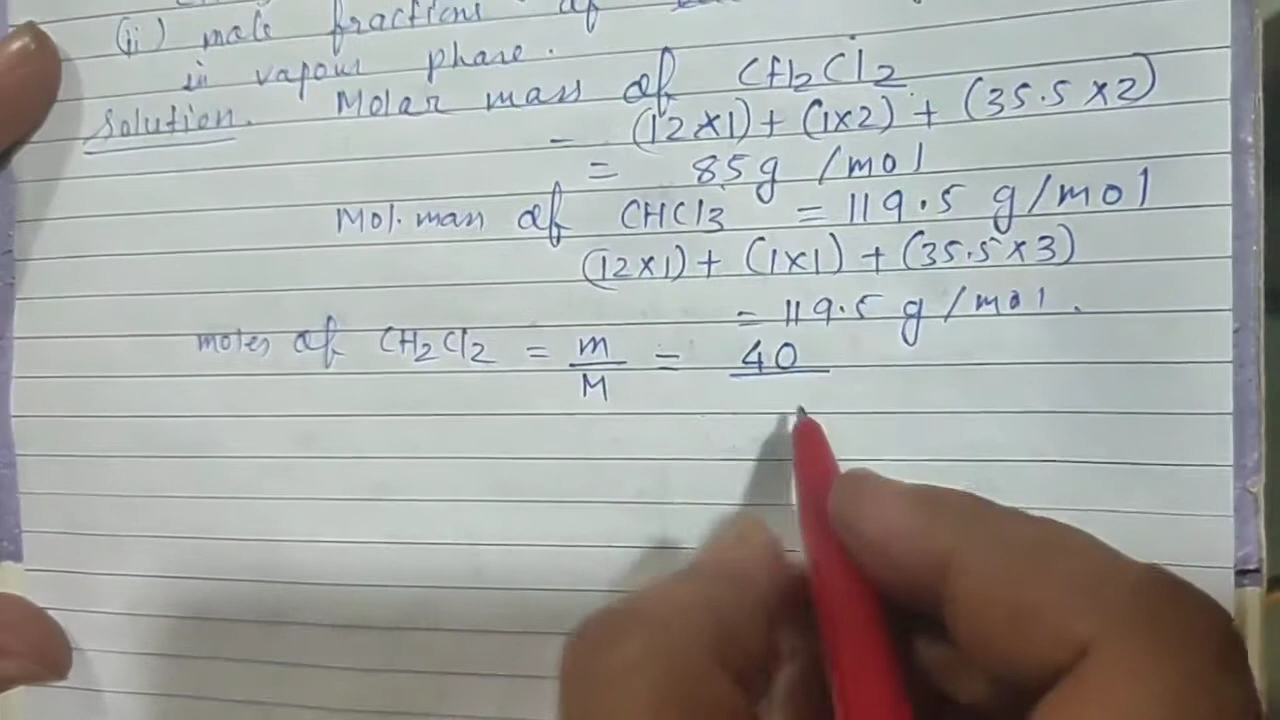 (ii) mole fractions of
in vapour phase.
Solution. Molar mass of CH2Cl2
= (12×1) + (1×2) + (35.5×2)
= 85g /mol
Mol. mass of CHCl3 = 119.5 g/mol
(12×1) + (1×1) + (35.5×3)
= 119.5 g/mol.
moles of CH2Cl2 = m/M = 40